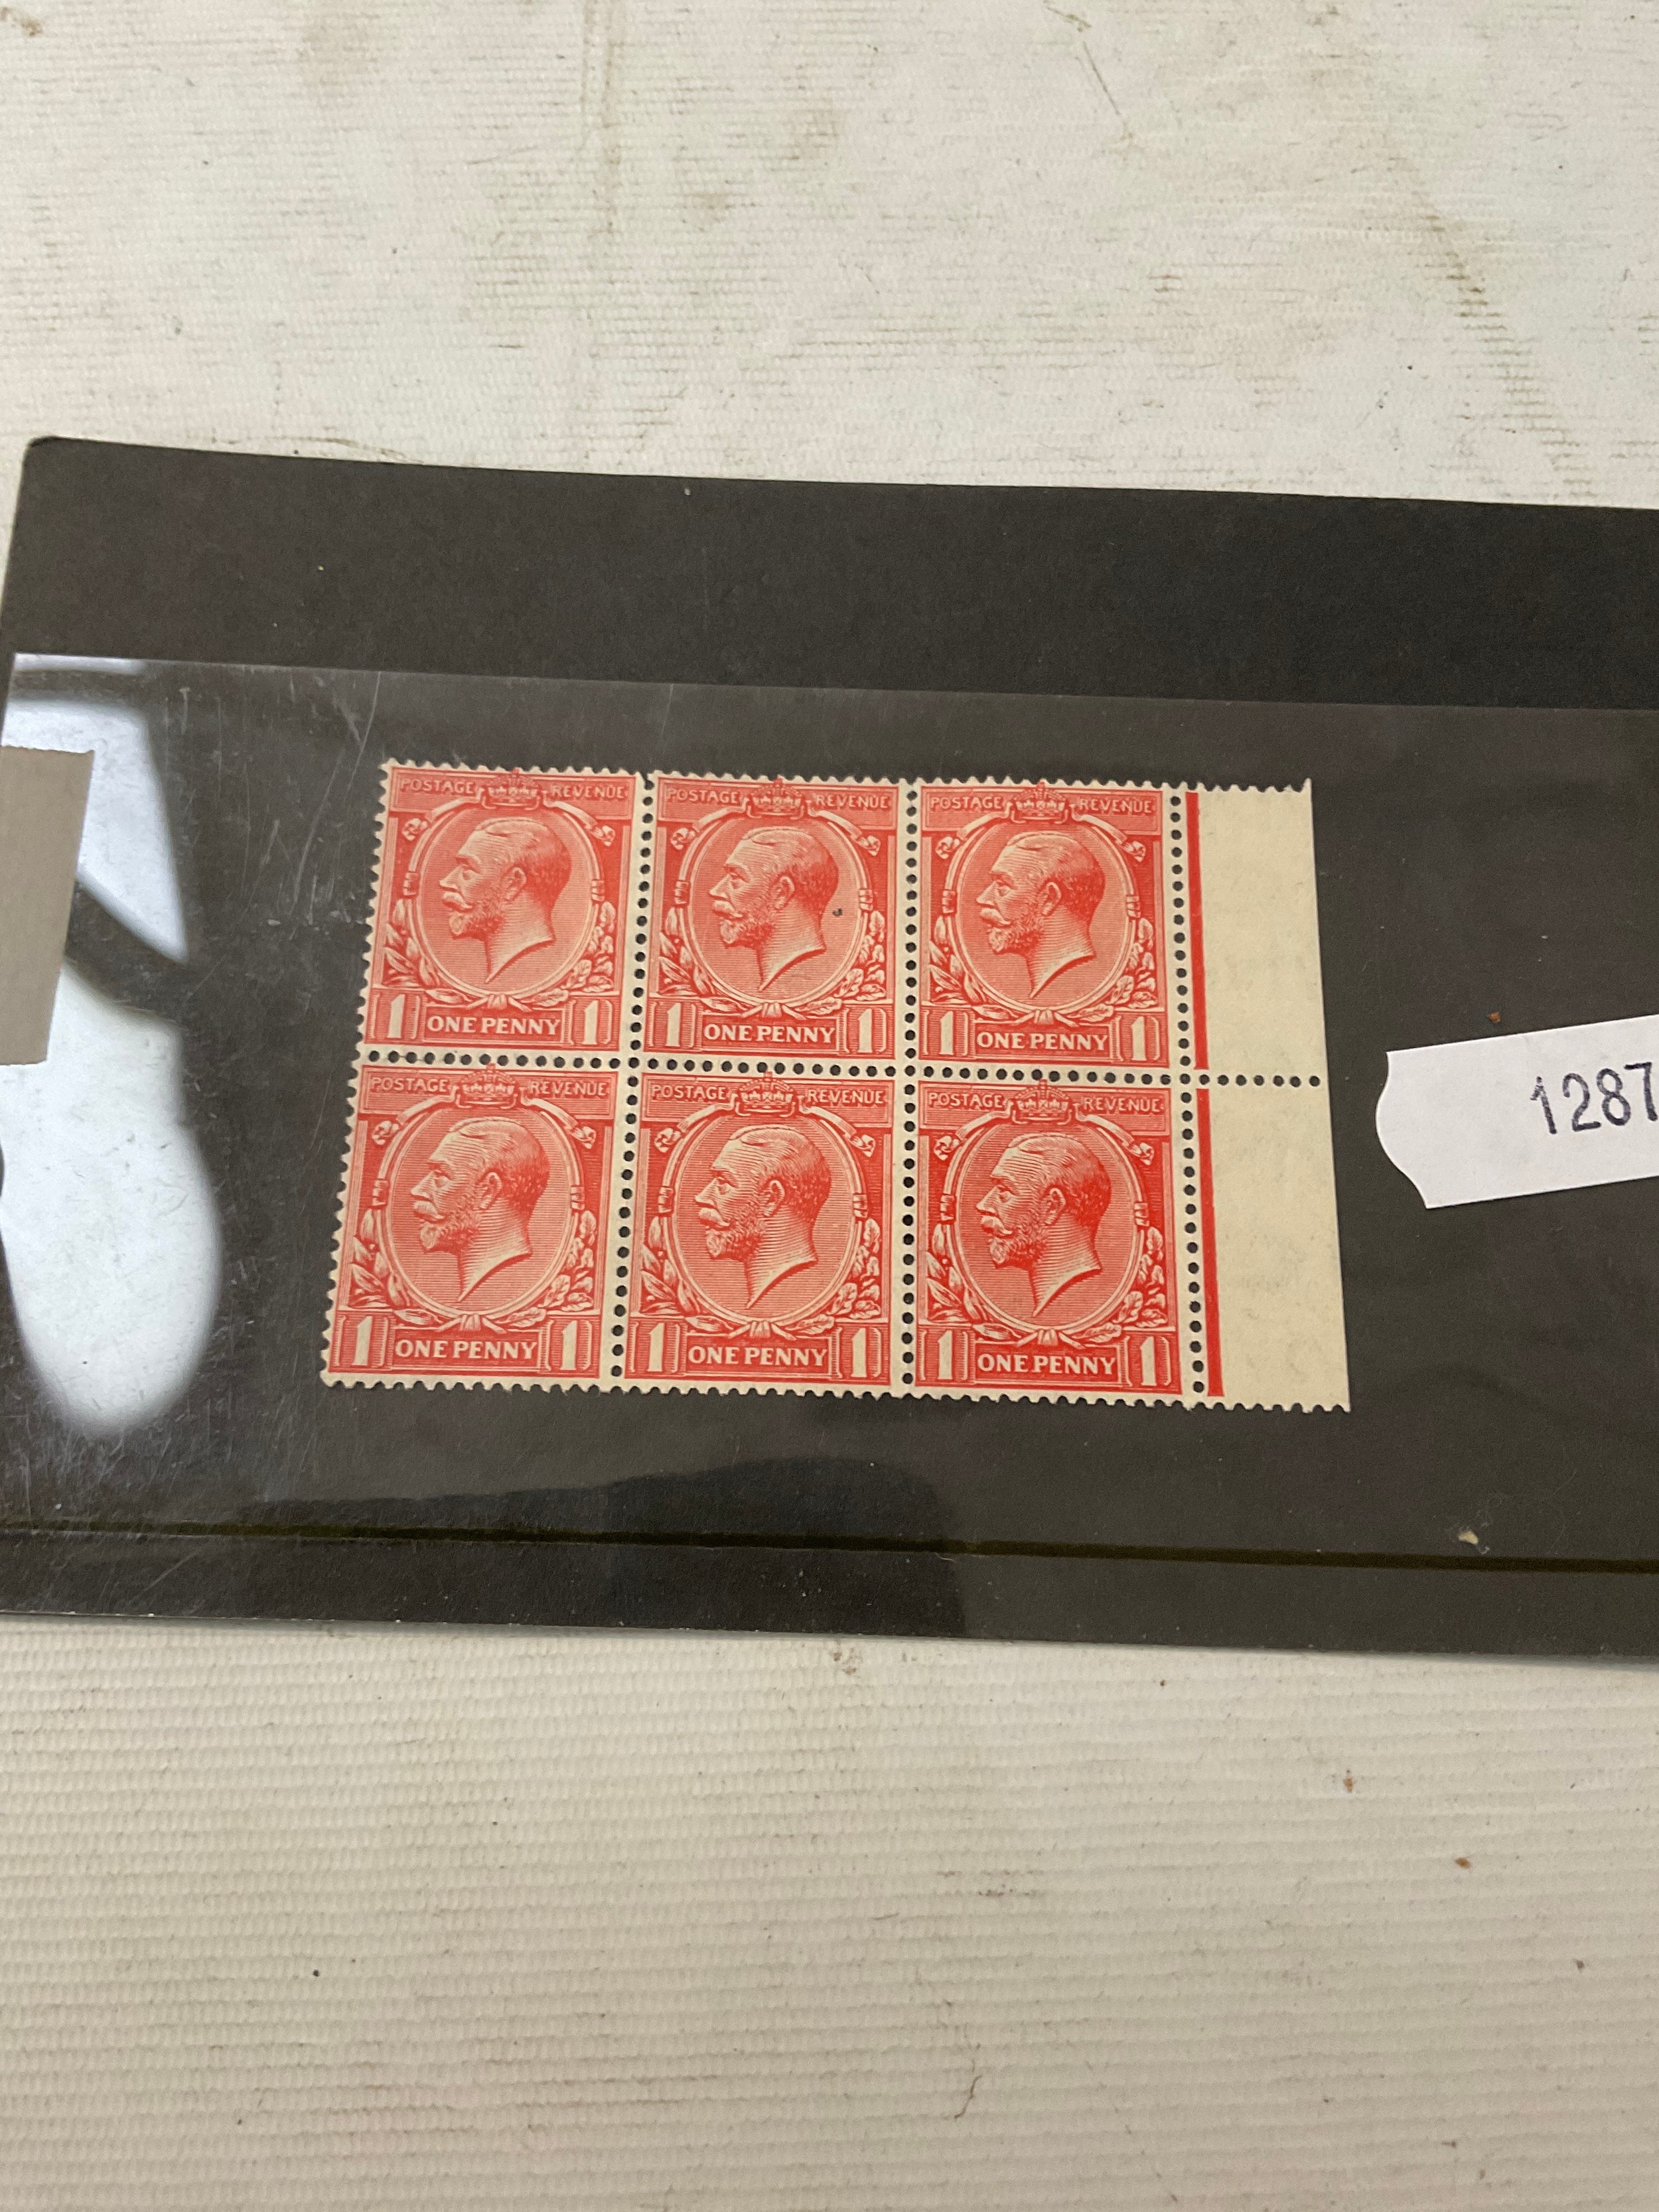 POSTAGE REVENUE POSTAGE REVENUE POSTAGE REVENUE
1 ONE PENNY 1 1 ONE PENNY 1 1 ONE PENNY 1
POSTAGE REVENUE POSTAGE REVENUE POSTAGE REVENUE
1 ONE PENNY 1 1 ONE PENNY 1 1 ONE PENNY 1
1287